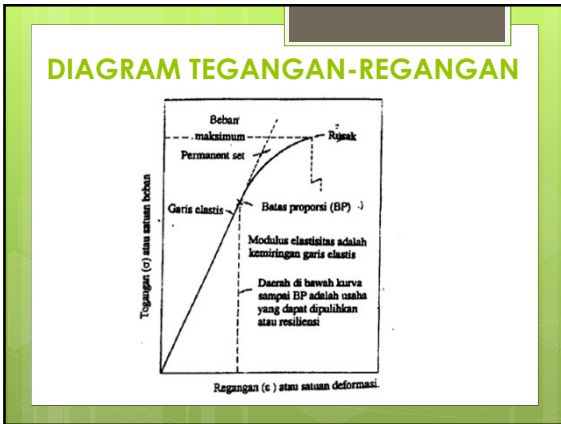 DIAGRAM TEGANGAN-REGANGAN
Beban
maksimum
Rusak
Permanent set
Garis elastis
Batas proporsi (BP)
Modulus elastisitas adalah
kemiringan garis elastis
Daerah di bawah kurva
sampai BP adalah usaha
yang dapat dipulihkan
atau resiliensi
Tegangan (σ) atau satuan beban
Regangan (ε) atau satuan deformasi.